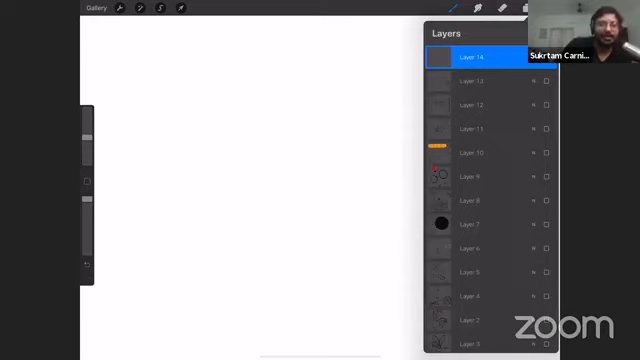 Gallery
Layers
Layer 14
Sukrtam Carni...
Layer 13
N
Layer 12
N
Layer 11
N
Layer 10
N
Layer 9
N
Layer 8
N
Layer 7
N
Layer 6
N
Layer 5
N
Layer 4
N
Layer 2
Layer 3
N
zoom